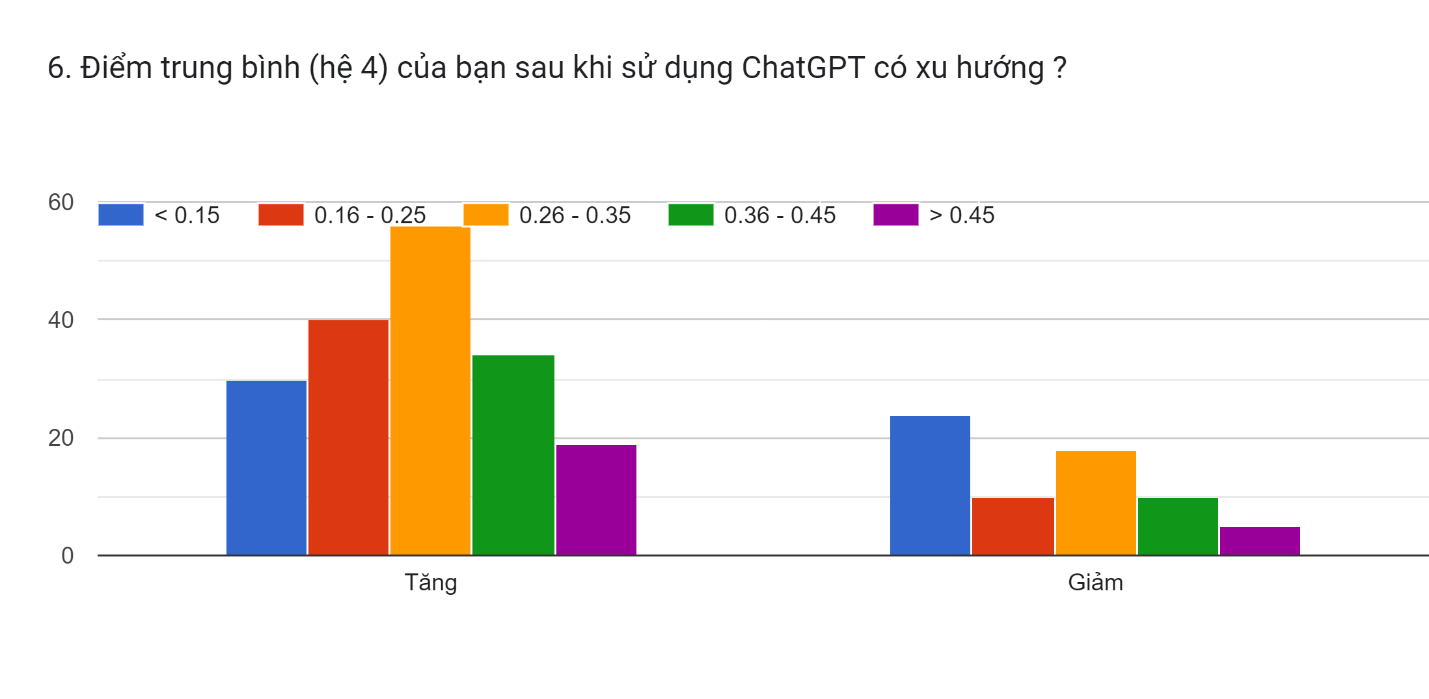 6. Điểm trung bình (hệ 4) của bạn sau khi sử dụng ChatGPT có xu hướng ?
60
< 0.15 0.16 - 0.25 0.26 - 0.35 0.36 - 0.45 > 0.45
40
20
0
Tăng Giảm